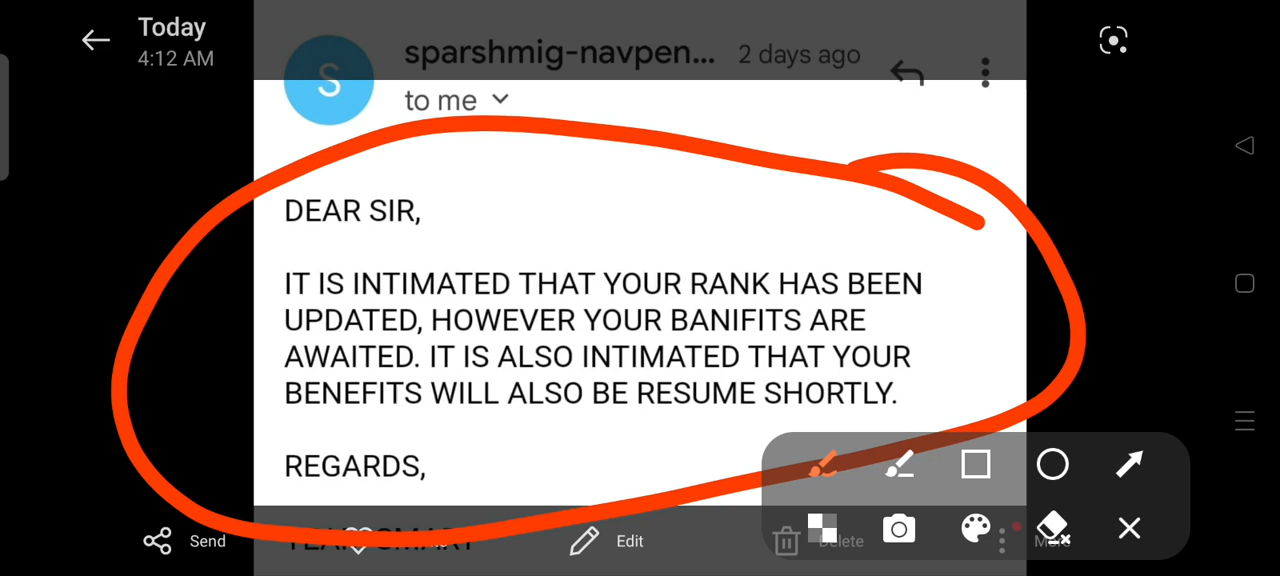 Today
4:12 AM
S
sparshmig-navpen... 2 days ago
to me
DEAR SIR,
IT IS INTIMATED THAT YOUR RANK HAS BEEN
UPDATED, HOWEVER YOUR BANIFITS ARE
AWAITED. IT IS ALSO INTIMATED THAT YOUR
BENEFITS WILL ALSO BE RESUME SHORTLY.
REGARDS,
Send
Edit
Delete
More